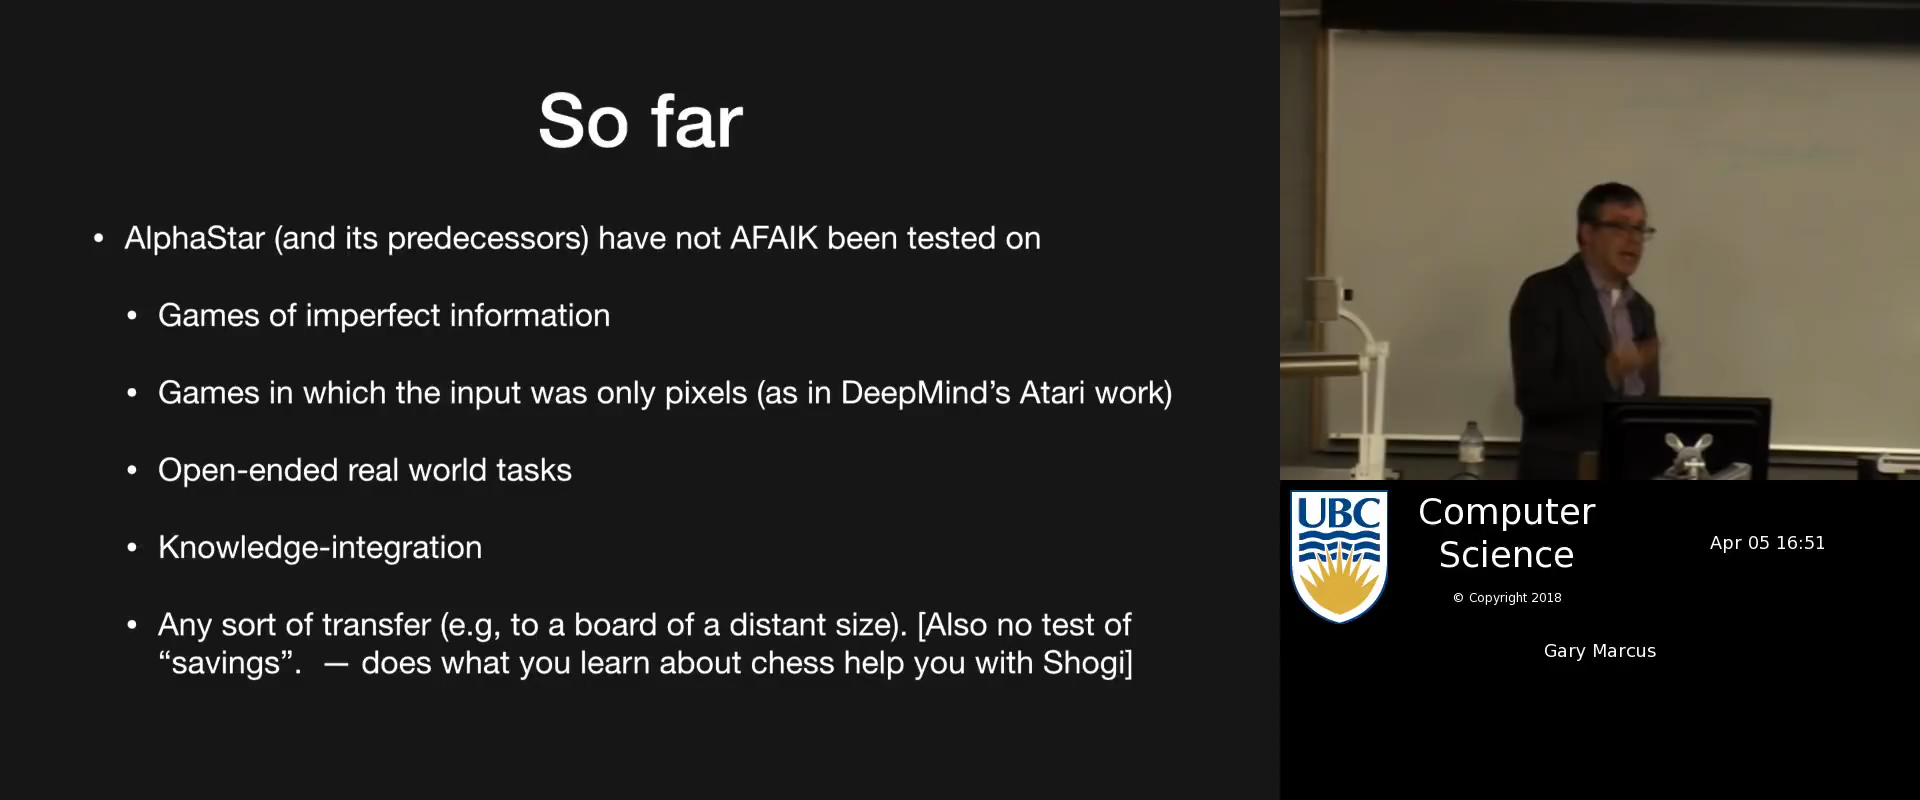 So far
• AlphaStar (and its predecessors) have not AFAIK been tested on
• Games of imperfect information
• Games in which the input was only pixels (as in DeepMind’s Atari work)
• Open-ended real world tasks
• Knowledge-integration
• Any sort of transfer (e.g, to a board of a distant size). [Also no test of
“savings”.  — does what you learn about chess help you with Shogi]
UBC
Computer
Science
Apr 05 16:51
© Copyright 2018
Gary Marcus